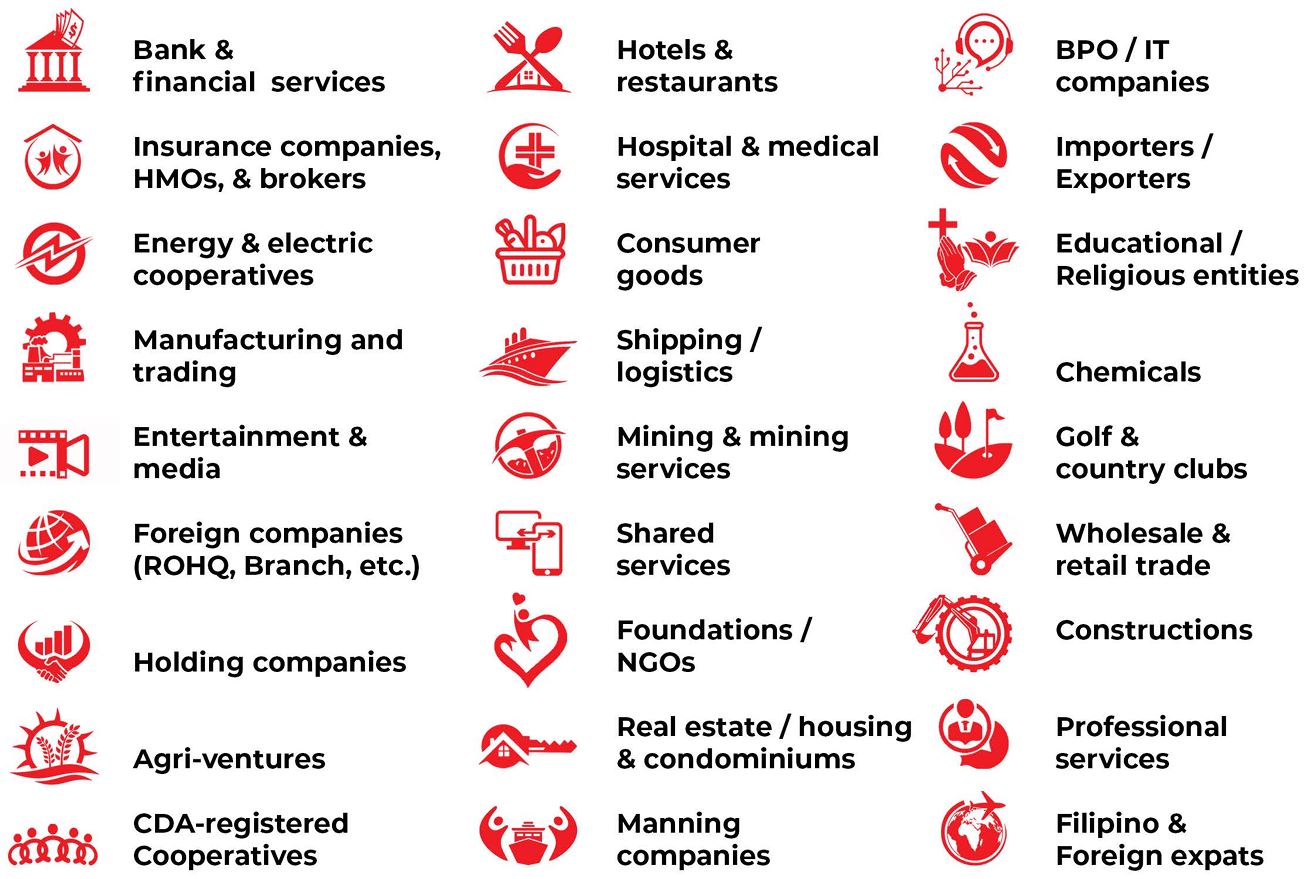 Bank &
financial services
Insurance companies,
HMOs, & brokers
Energy & electric
cooperatives
Manufacturing and
trading
Entertainment &
media
Foreign companies
(ROHQ, Branch, etc.)
Holding companies
Agri-ventures
CDA-registered
Cooperatives
Hotels &
restaurants
Hospital & medical
services
Consumer
goods
Shipping /
logistics
Mining & mining
services
Shared
services
Foundations /
NGOs
Real estate / housing
& condominiums
Manning
companies
BPO / IT
companies
Importers /
Exporters
Educational /
Religious entities
Chemicals
Golf &
country clubs
Wholesale &
retail trade
Constructions
Professional
services
Filipino &
Foreign expats